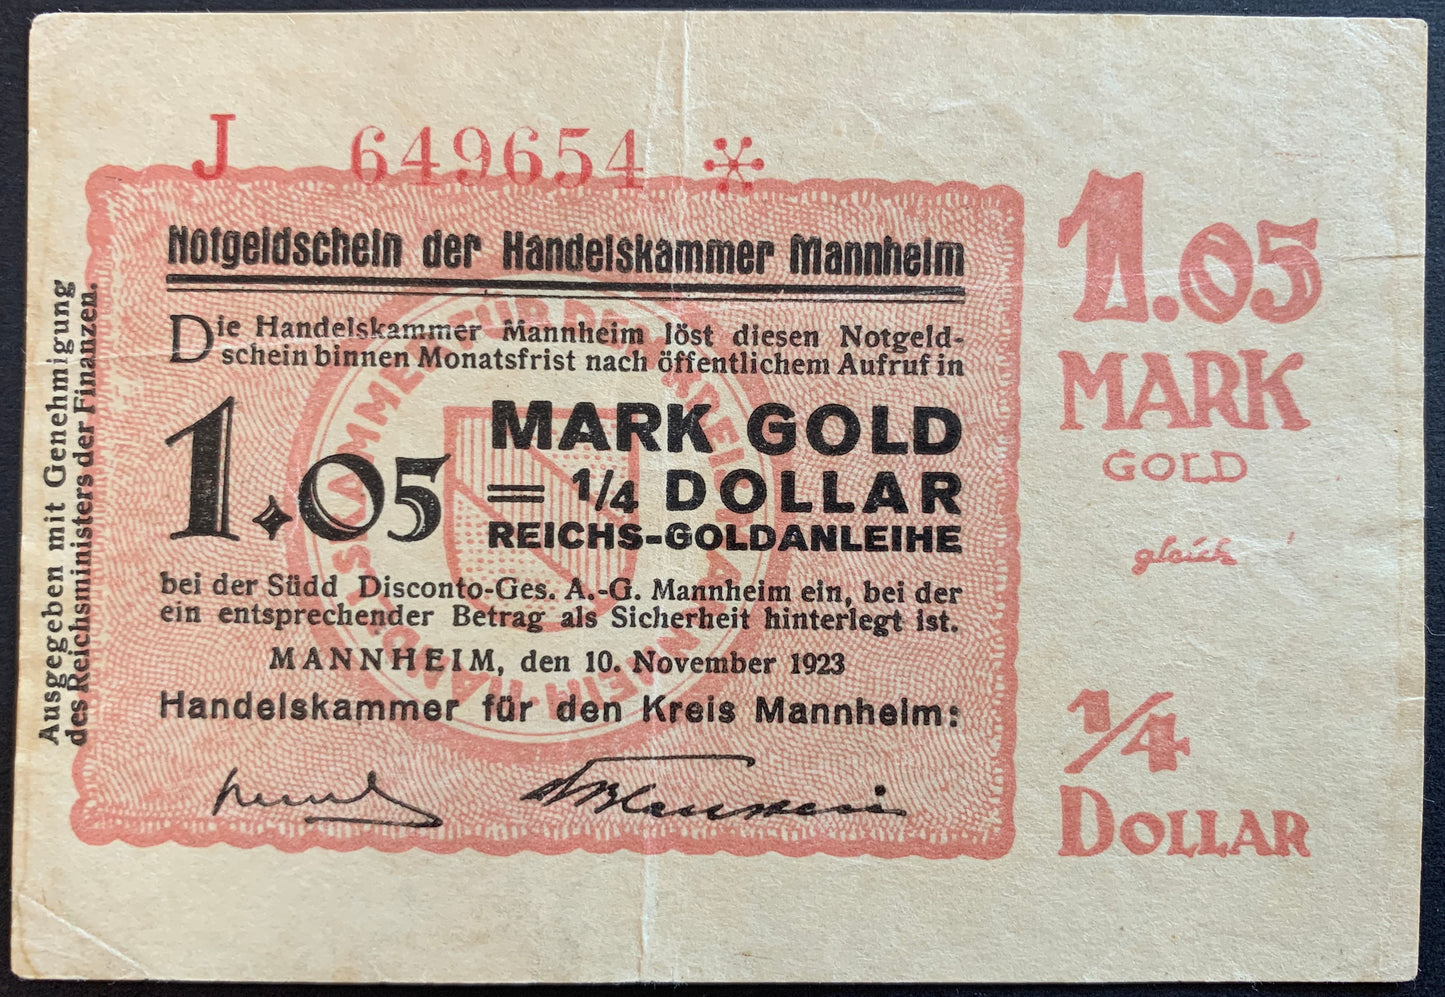 J 649654 *
Notgeldschein der Handelskammer Mannheim
Die Handelskammer Mannheim löst diesen Notgeld-
schein binnen Monatsfrist nach öffentlichem Aufruf in
1.05 MARK GOLD
= 1/4 DOLLAR
REICHS-GOLDANLEIHE
bei der Südd Disconto-Ges. A.-G. Mannheim ein, bei der
ein entsprechender Betrag als Sicherheit hinterlegt ist.
MANNHEIM, den 10. November 1923
Handelskammer für den Kreis Mannheim:
Ausgegeben mit Genehmigung
des Reichsministers der Finanzen.
1.05
MARK
GOLD
gleich
1/4
DOLLAR